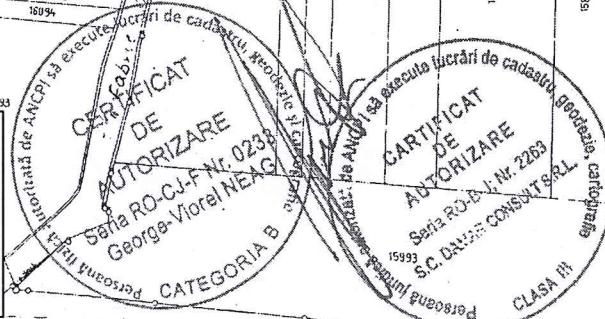 16094
Persoană fizică autorizată de ANCPI să execute lucrări de cadastru, geodezie și
CERTIFICAT
DE
AUTORIZARE
Seria RO-CJ-F Nr. 0233
George-Viorel NEAG
CATEGORIA B
Persoană juridică autorizată de ANCPI să execute lucrări de cadastru, geodezie, cartografie
CARTIFICAT
DE
AUTORIZARE
Seria RO-B-J, Nr. 2263
S.C. CONSULT S.R.L.
CLASA III
15993